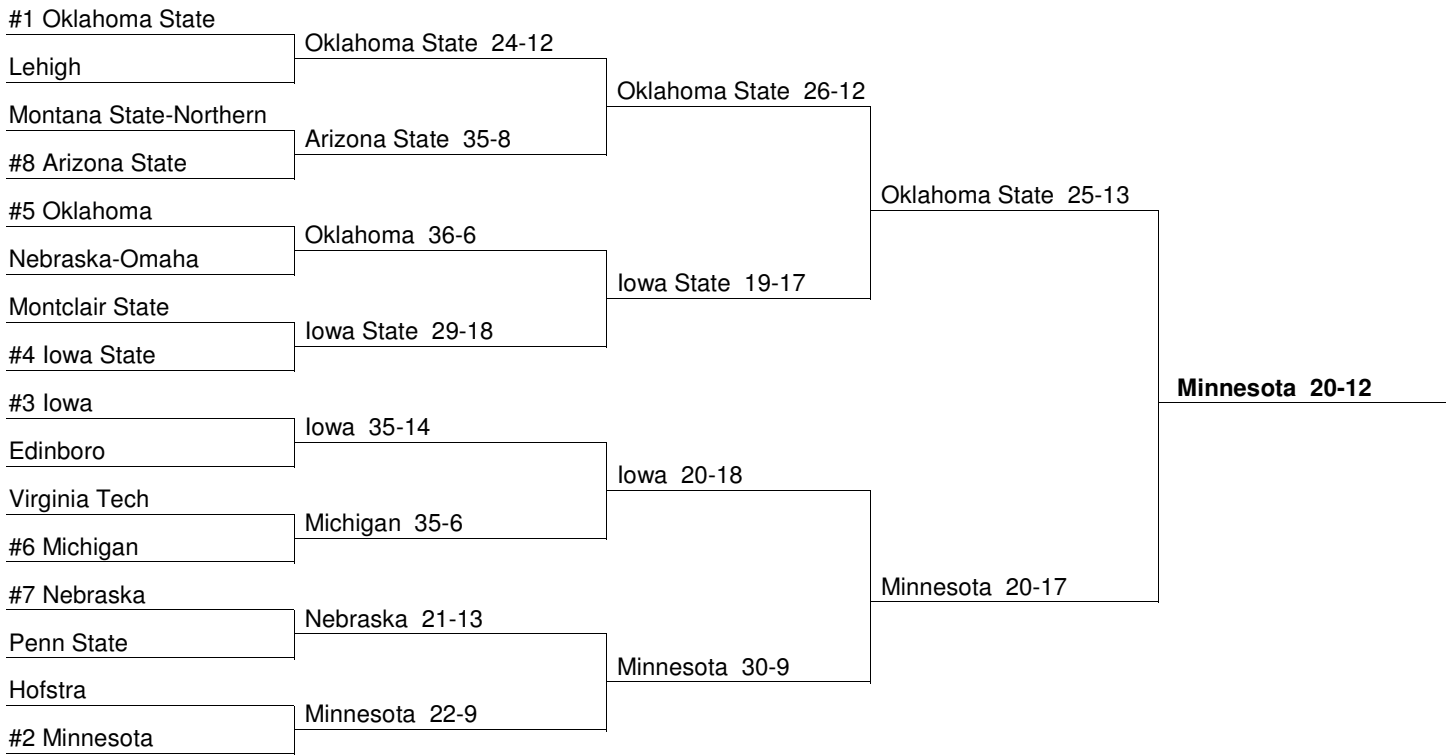 #1 Oklahoma State
Lehigh
Montana State-Northern
#8 Arizona State
#5 Oklahoma
Nebraska-Omaha
Montclair State
#4 Iowa State
#3 Iowa
Edinboro
Virginia Tech
#6 Michigan
#7 Nebraska
Penn State
Hofstra
#2 Minnesota
Oklahoma State 24-12
Arizona State 35-8
Oklahoma 36-6
Iowa State 29-18
Iowa 35-14
Michigan 35-6
Nebraska 21-13
Minnesota 22-9
Oklahoma State 26-12
Iowa State 19-17
Iowa 20-18
Minnesota 30-9
Oklahoma State 25-13
Minnesota 20-17
Minnesota 20-12